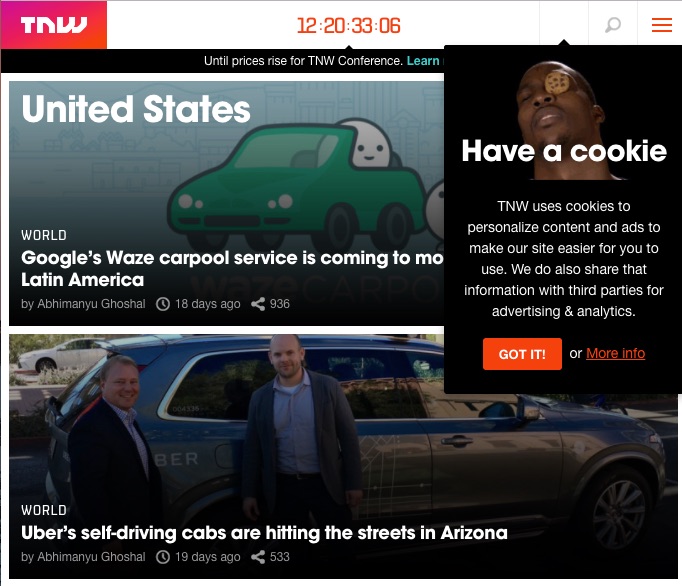 TNW
12:20:33:06
Until prices rise for TNW Conference. Learn
United States
WORLD
Google's Waze carpool service is coming to mo
Latin America
by Abhimanyu Ghoshal 18 days ago 936
waze CARPOO
Have a cookie
TNW uses cookies to
personalize content and ads to
make our site easier for you to
use. We do also share that
information with third parties for
advertising & analytics.
GOT IT! or More info
UBER
WORLD
Uber's self-driving cabs are hitting the streets in Arizona
by Abhimanyu Ghoshal 19 days ago 533